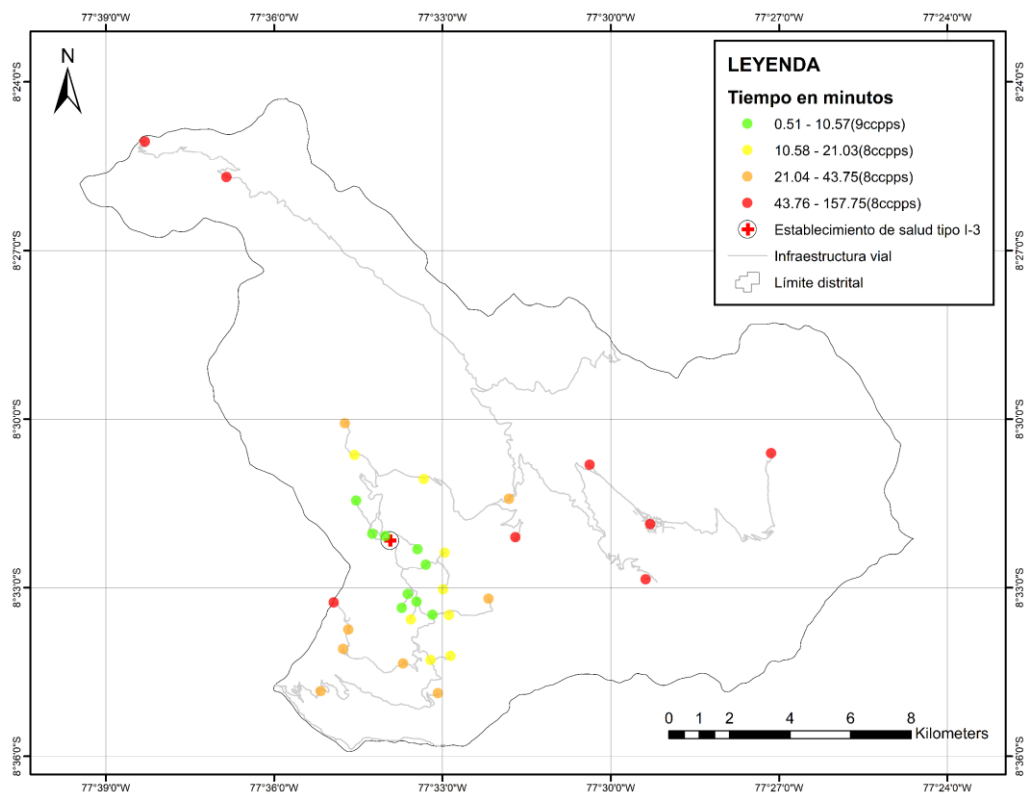 77°39'0"W 77°36'0"W 77°33'0"W 77°30'0"W 77°27'0"W 77°24'0"W
N
LEYENDA
Tiempo en minutos
0.51 - 10.57(9ccpps)
10.58 - 21.03(8ccpps)
21.04 - 43.75(8ccpps)
43.76 - 157.75(8ccpps)
Establecimiento de salud tipo I-3
Infraestructura vial
Límite distrital
8°24'0"S 8°24'0"S
8°27'0"S 8°27'0"S
8°30'0"S 8°30'0"S
8°33'0"S 8°33'0"S
8°36'0"S 8°36'0"S
0 1 2 4 6 8
Kilometers
77°39'0"W 77°36'0"W 77°33'0"W 77°30'0"W 77°27'0"W 77°24'0"W